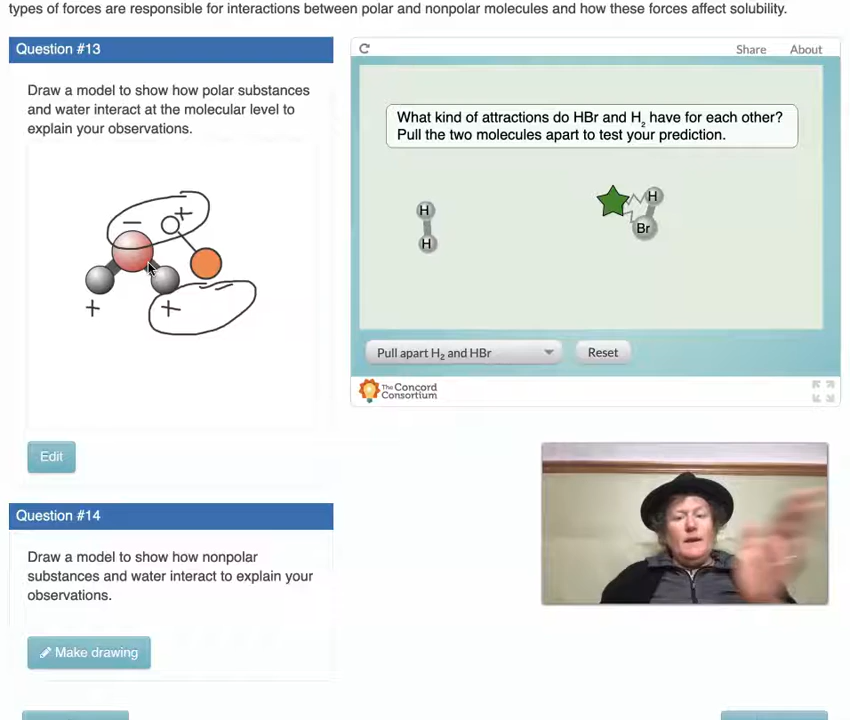 types of forces are responsible for interactions between polar and nonpolar molecules and how these forces affect solubility.
Question #13
Draw a model to show how polar substances
and water interact at the molecular level to
explain your observations.
− +
+ + −
Edit
Question #14
Draw a model to show how nonpolar
substances and water interact to explain your
observations.
Make drawing
Share About
What kind of attractions do HBr and H₂ have for each other?
Pull the two molecules apart to test your prediction.
H
H
H
Br
Pull apart H₂ and HBr
Reset
The Concord
Consortium